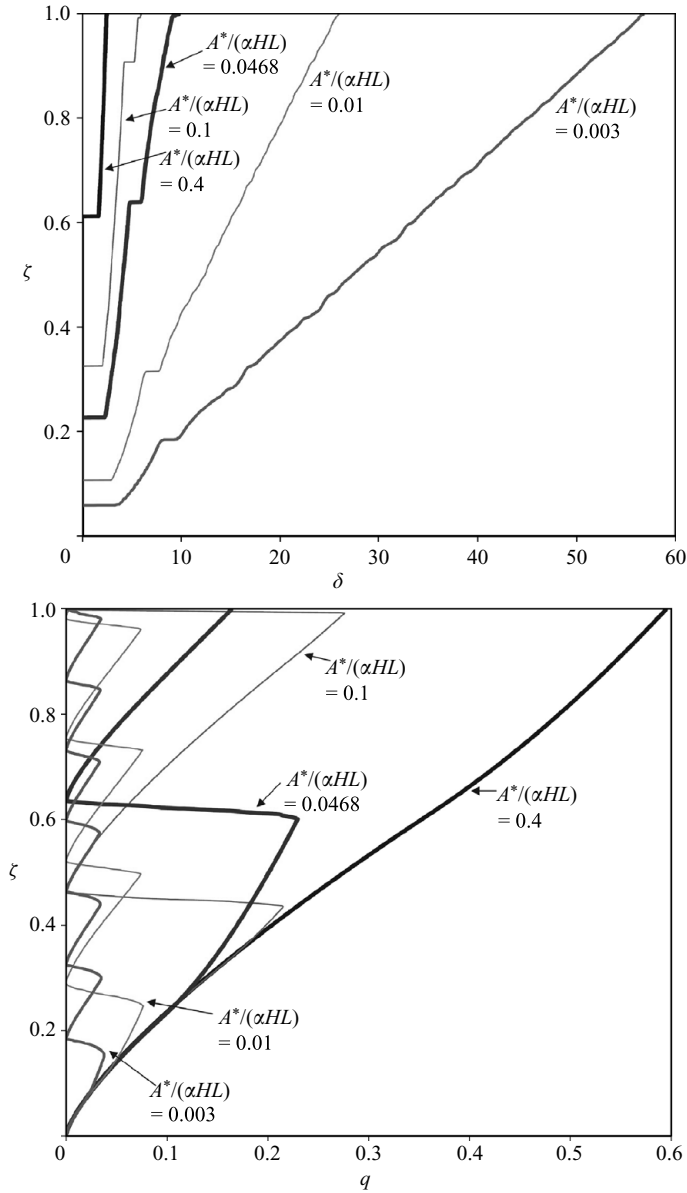 1.0
A*/(αHL)
= 0.0468
A*/(αHL)
= 0.01
A*/(αHL)
= 0.003
A*/(αHL)
= 0.1
A*/(αHL)
= 0.4
0.8
0.6
ζ
0.4
0.2
0
10
20
30
40
50
60
δ
1.0
A*/(αHL)
= 0.1
0.8
A*/(αHL)
= 0.0468
A*/(αHL)
= 0.4
0.6
ζ
0.4
0.2
A*/(αHL)
= 0.01
A*/(αHL)
= 0.003
0
0.1
0.2
0.3
0.4
0.5
0.6
q